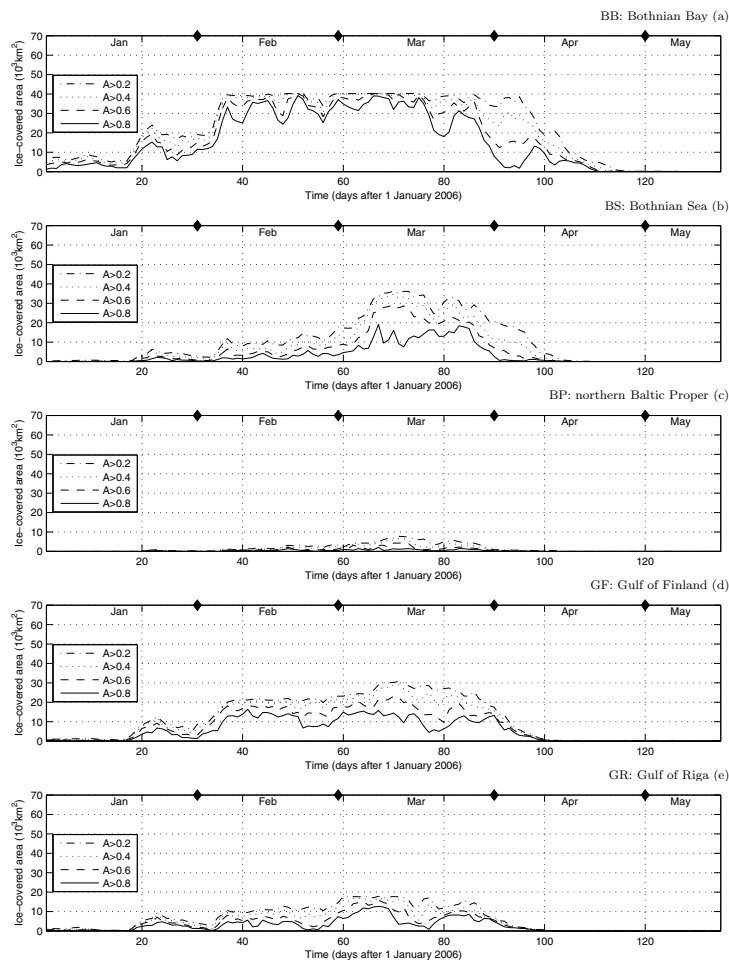 BB: Bothnian Bay (a)
Ice−covered area (10³km²)
70
60
50
40
30
20
10
0
Jan Feb Mar Apr May
A>0.2
A>0.4
A>0.6
A>0.8
20 40 60 80 100 120
Time (days after 1 January 2006)
BS: Bothnian Sea (b)
Ice−covered area (10³km²)
70
60
50
40
30
20
10
0
Jan Feb Mar Apr May
A>0.2
A>0.4
A>0.6
A>0.8
20 40 60 80 100 120
Time (days after 1 January 2006)
BP: northern Baltic Proper (c)
Ice−covered area (10³km²)
70
60
50
40
30
20
10
0
Jan Feb Mar Apr May
A>0.2
A>0.4
A>0.6
A>0.8
20 40 60 80 100 120
Time (days after 1 January 2006)
GF: Gulf of Finland (d)
Ice−covered area (10³km²)
70
60
50
40
30
20
10
0
Jan Feb Mar Apr May
A>0.2
A>0.4
A>0.6
A>0.8
20 40 60 80 100 120
Time (days after 1 January 2006)
GR: Gulf of Riga (e)
Ice−covered area (10³km²)
70
60
50
40
30
20
10
0
Jan Feb Mar Apr May
A>0.2
A>0.4
A>0.6
A>0.8
20 40 60 80 100 120
Time (days after 1 January 2006)